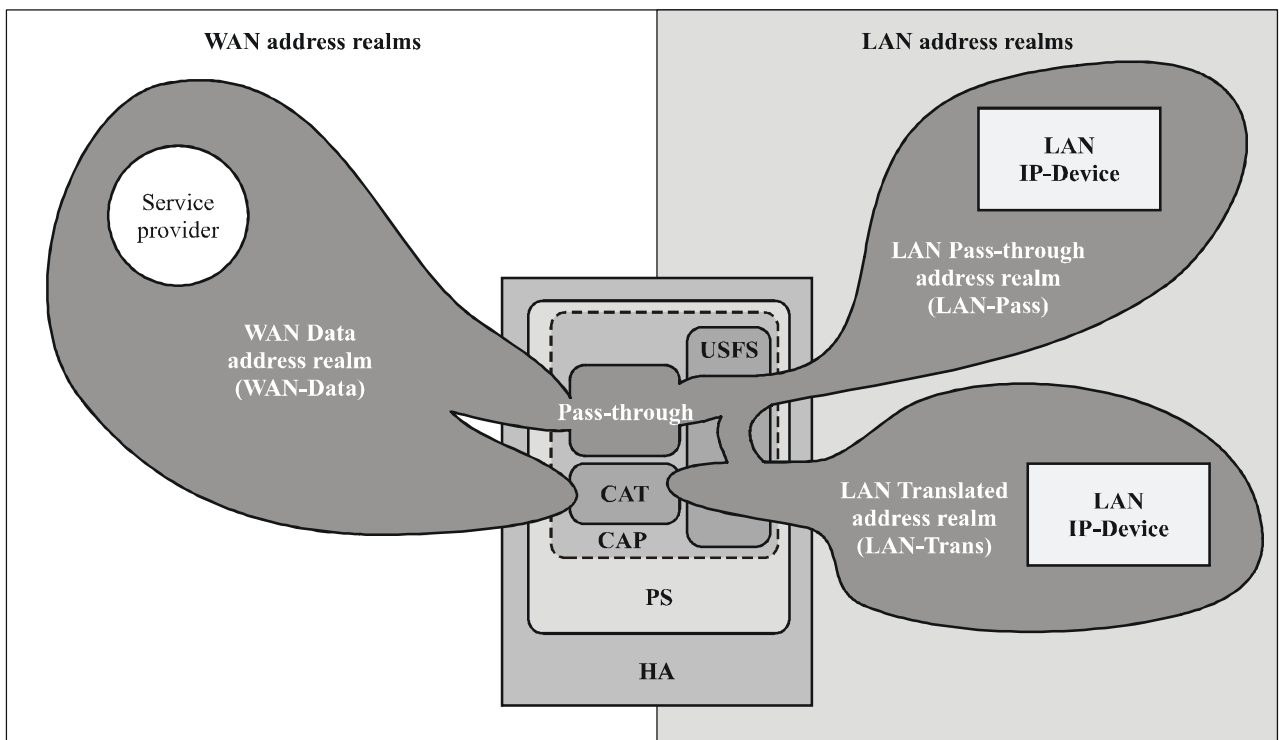 WAN address realms
LAN address realms
Service
provider
WAN Data
address realm
(WAN-Data)
LAN
IP-Device
LAN Pass-through
address realm
(LAN-Pass)
USFS
Pass-through
CAT
CAP
PS
HA
LAN Translated
address realm
(LAN-Trans)
LAN
IP-Device